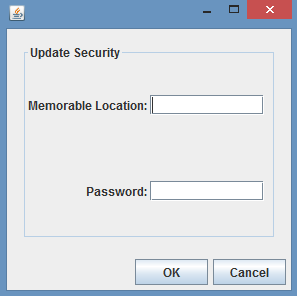 Update Security
Memorable Location:
Password:
OK Cancel